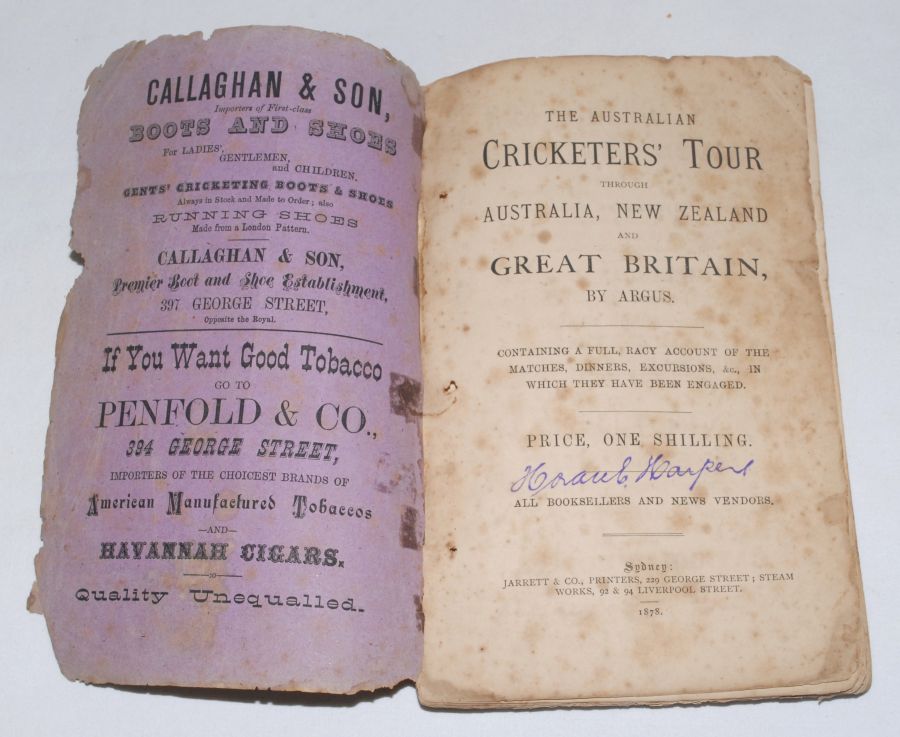 CALLAGHAN & SON,
Importers of First-class
BOOTS AND SHOES
For LADIES',
GENTLEMEN,
and CHILDREN.
GENTS' CRICKETING BOOTS & SHOES
Always in Stock and Made to Order; also
RUNNING SHOES
Made from a London Pattern.
CALLAGHAN & SON,
Premier Boot and Shoe Establishment,
397 GEORGE STREET,
Opposite the Royal.
If You Want Good Tobacco
GO TO
PENFOLD & CO.,
394 GEORGE STREET,
IMPORTERS OF THE CHOICEST BRANDS OF
American Manufactured Tobaccos
—AND—
HAVANNAH CIGARS.
Quality Unequalled.
THE AUSTRALIAN
CRICKETERS' TOUR
THROUGH
AUSTRALIA, NEW ZEALAND
AND
GREAT BRITAIN,
BY ARGUS.
CONTAINING A FULL, RACY ACCOUNT OF THE
MATCHES, DINNERS, EXCURSIONS, &c., IN
WHICH THEY HAVE BEEN ENGAGED.
PRICE, ONE SHILLING.
ALL BOOKSELLERS AND NEWS VENDORS.
Sydney:
JARRETT & CO., PRINTERS, 229 GEORGE STREET; STEAM
WORKS, 92 & 94 LIVERPOOL STREET.
1878.